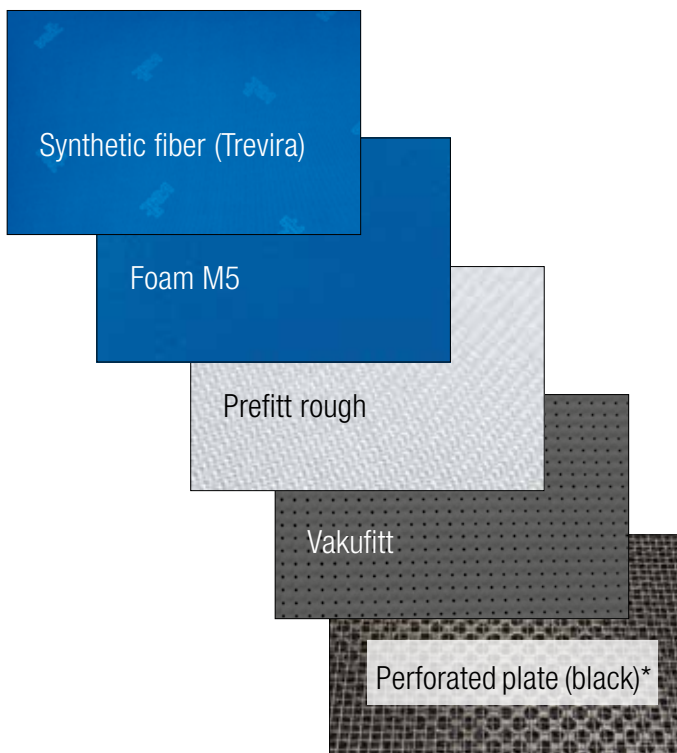 Synthetic fiber (Trevira)
Foam M5
Prefitt rough
Vakufitt
Perforated plate (black)*